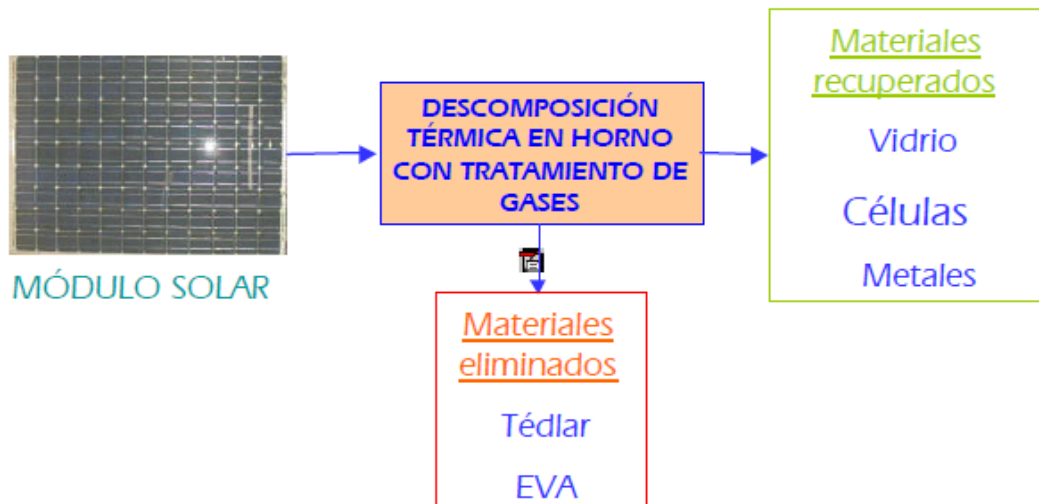 MÓDULO SOLAR
DESCOMPOSICIÓN
TÉRMICA EN HORNO
CON TRATAMIENTO DE
GASES
Materiales
recuperados
Vidrio
Células
Metales
Materiales
eliminados
Tédlar
EVA